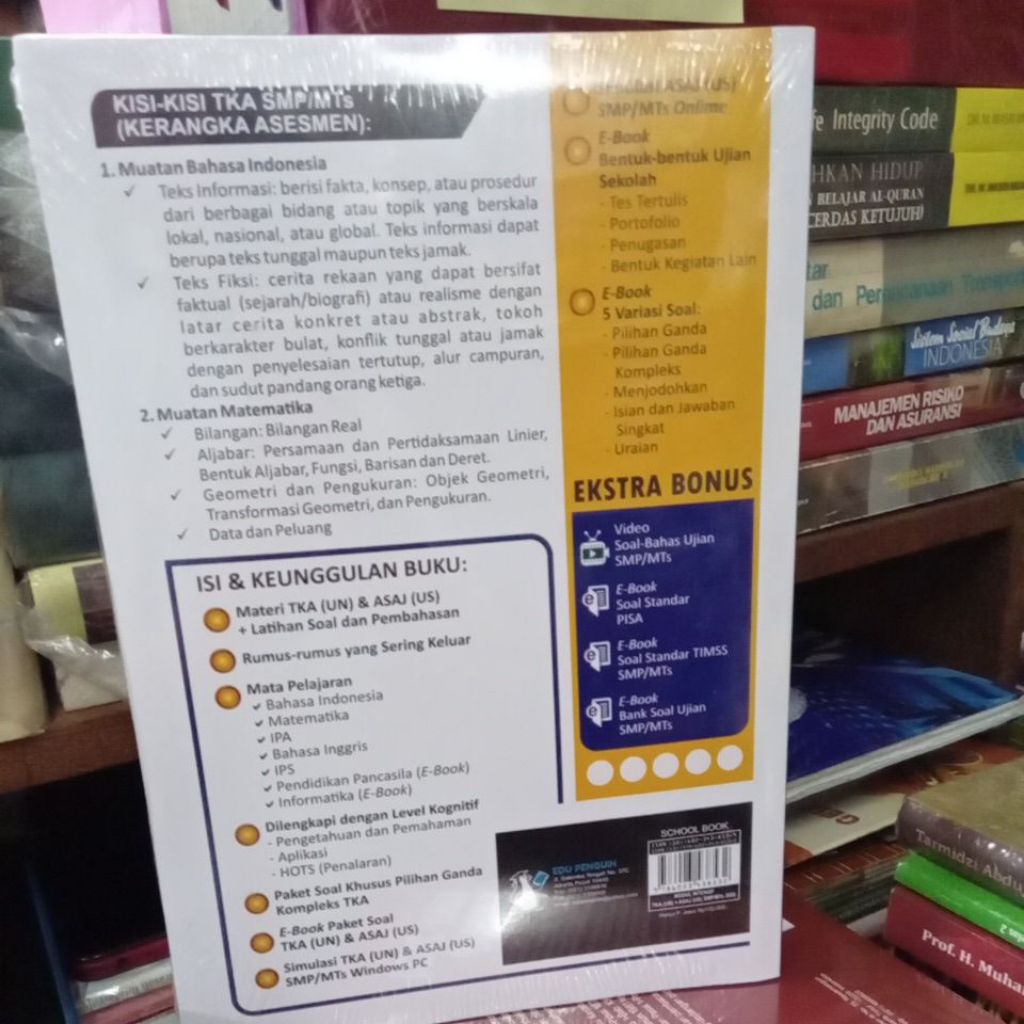 KISI-KISI TKA SMP/MTs
(KERANGKA ASESMEN):
1. Muatan Bahasa Indonesia
✓ Teks Informasi: berisi fakta, konsep, atau prosedur
dari berbagai bidang atau topik yang berskala
lokal, nasional, atau global. Teks informasi dapat
berupa teks tunggal maupun teks jamak.
✓ Teks Fiksi: cerita rekaan yang dapat bersifat
faktual (sejarah/biografi) atau realisme dengan
latar cerita konkret atau abstrak, tokoh
berkarakter bulat, konflik tunggal atau jamak
dengan penyelesaian tertutup, alur campuran,
dan sudut pandang orang ketiga.
2. Muatan Matematika
✓ Bilangan: Bilangan Real
✓ Aljabar: Persamaan dan Pertidaksamaan Linier,
Bentuk Aljabar, Fungsi, Barisan dan Deret.
✓ Geometri dan Pengukuran: Objek Geometri,
Transformasi Geometri, dan Pengukuran.
✓ Data dan Peluang
ISI & KEUNGGULAN BUKU:
Materi TKA (UN) & ASAJ (US)
+ Latihan Soal dan Pembahasan
Rumus-rumus yang Sering Keluar
Mata Pelajaran
✓ Bahasa Indonesia
✓ Matematika
✓ IPA
✓ Bahasa Inggris
✓ IPS
✓ Pendidikan Pancasila (E-Book)
✓ Informatika (E-Book)
Dilengkapi dengan Level Kognitif
- Pengetahuan dan Pemahaman
- Aplikasi
- HOTS (Penalaran)
Paket Soal Khusus Pilihan Ganda
Kompleks TKA
E-Book Paket Soal
TKA (UN) & ASAJ (US)
Simulasi TKA (UN) & ASAJ (US)
SMP/MTs Windows PC
ASAJ (US)
SMP/MTs Online
E-Book
Bentuk-bentuk Ujian
Sekolah
- Tes Tertulis
- Portofolio
- Penugasan
- Bentuk Kegiatan Lain
E-Book
5 Variasi Soal:
- Pilihan Ganda
- Pilihan Ganda
Kompleks
- Menjodohkan
- Isian dan Jawaban
Singkat
- Uraian
EKSTRA BONUS
Video
Soal-Bahas Ujian
SMP/MTs
E-Book
Soal Standar
PISA
E-Book
Soal Standar TIMSS
SMP/MTs
E-Book
Bank Soal Ujian
SMP/MTs
EDU PENGUIN
SCHOOL BOOK
Integrity Code
HIDUP
BELAJAR AL-QURAN
KETUJUH)
dan
Sistem Sosial Budaya
INDONESIA
MANAJEMEN RISIKO
DAN ASURANSI
Tarmidzi
Prof. H.